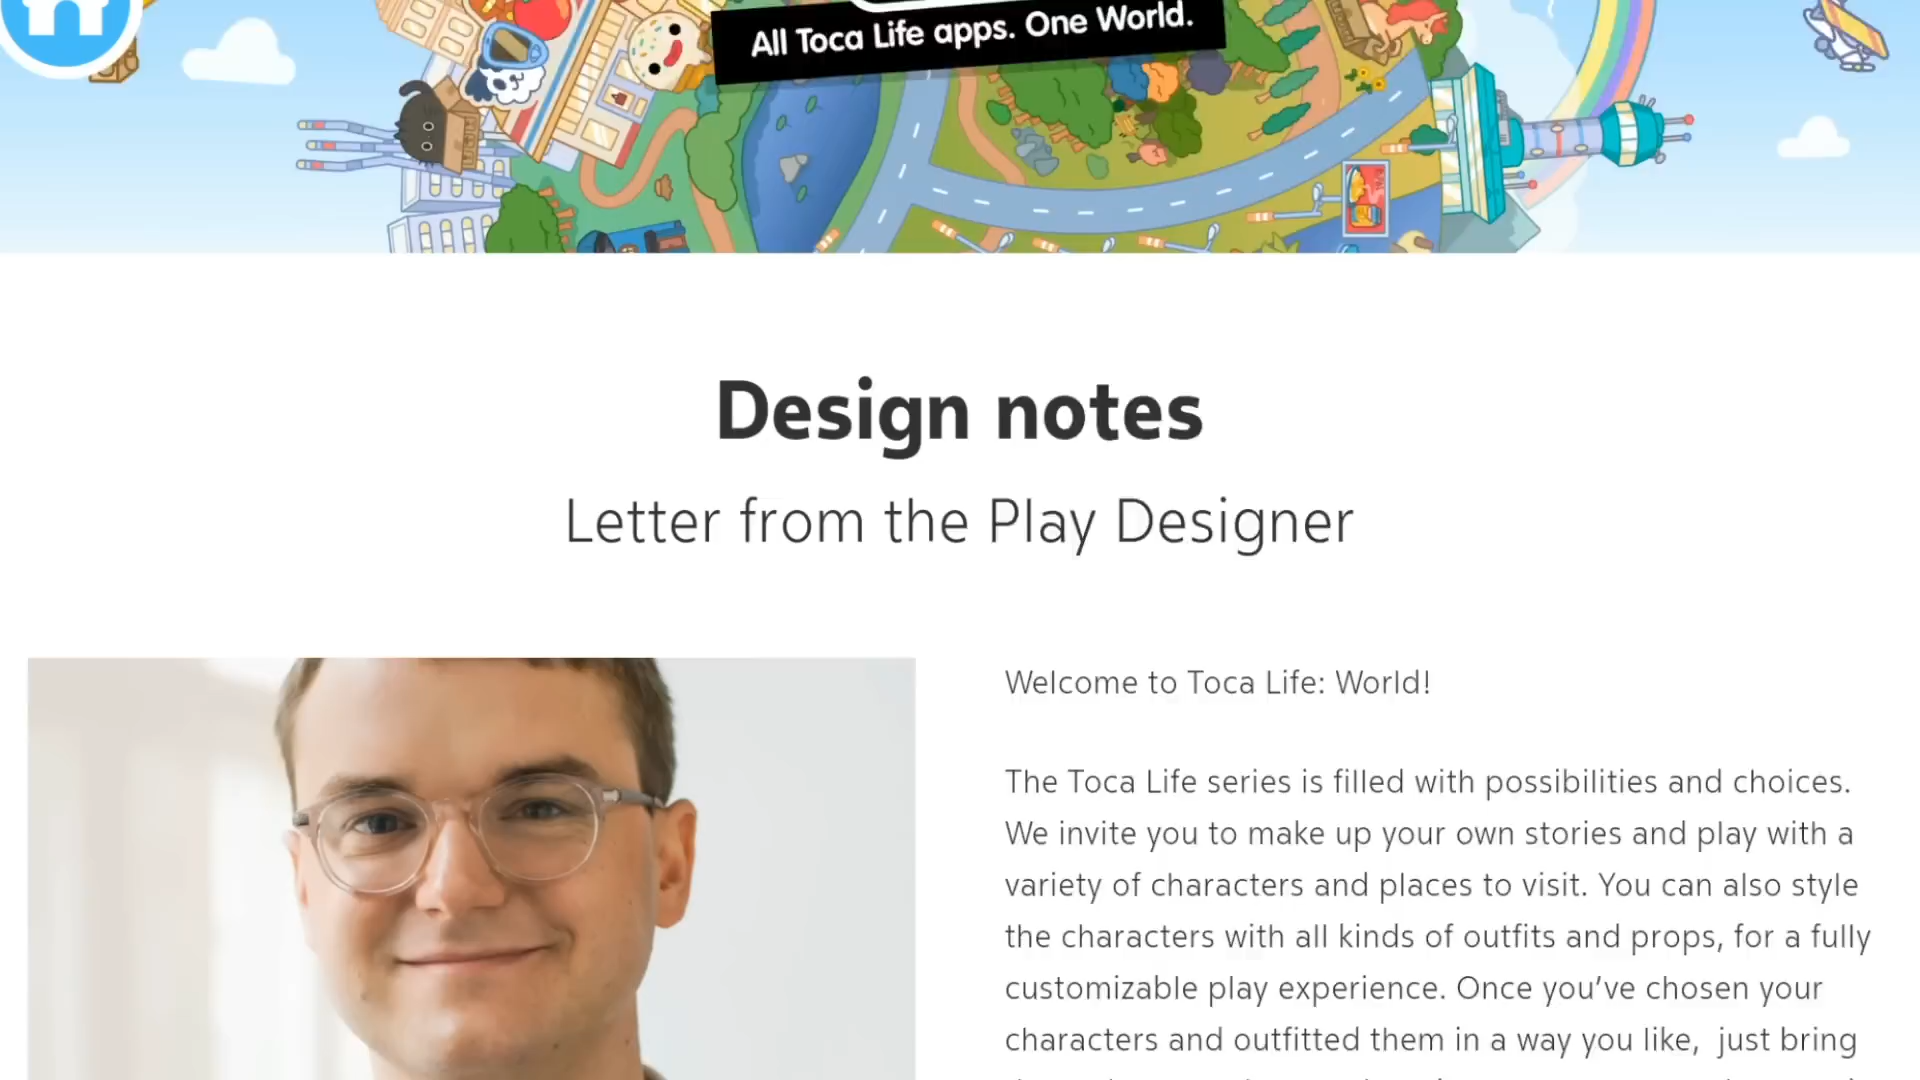 All Toca Life apps. One World.
Design notes
Letter from the Play Designer
Welcome to Toca Life: World!
The Toca Life series is filled with possibilities and choices.
We invite you to make up your own stories and play with a
variety of characters and places to visit. You can also style
the characters with all kinds of outfits and props, for a fully
customizable play experience. Once you’ve chosen your
characters and outfitted them in a way you like, just bring